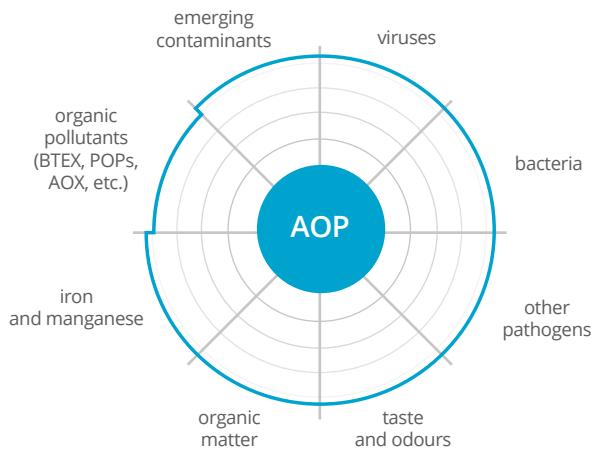 emerging
contaminants
viruses
organic
pollutants
(BTEX, POPs,
AOX, etc.)
bacteria
AOP
iron
and manganese
other
pathogens
organic
matter
taste
and odours